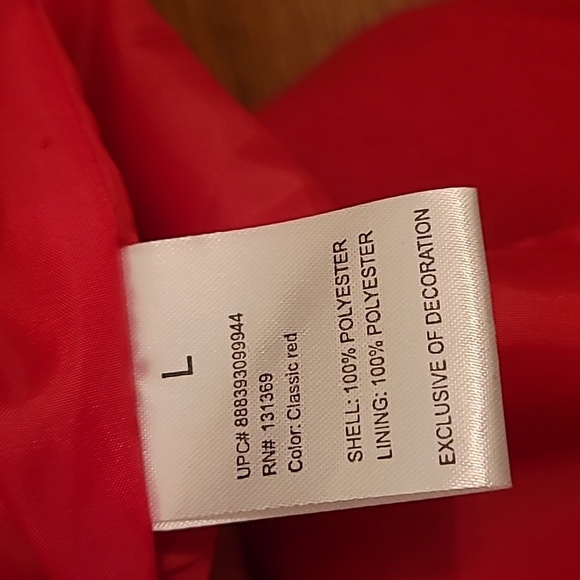 L
UPC# 888393099944
RN# 131369
Color: Classic red
SHELL: 100% POLYESTER
LINING: 100% POLYESTER
EXCLUSIVE OF DECORATION